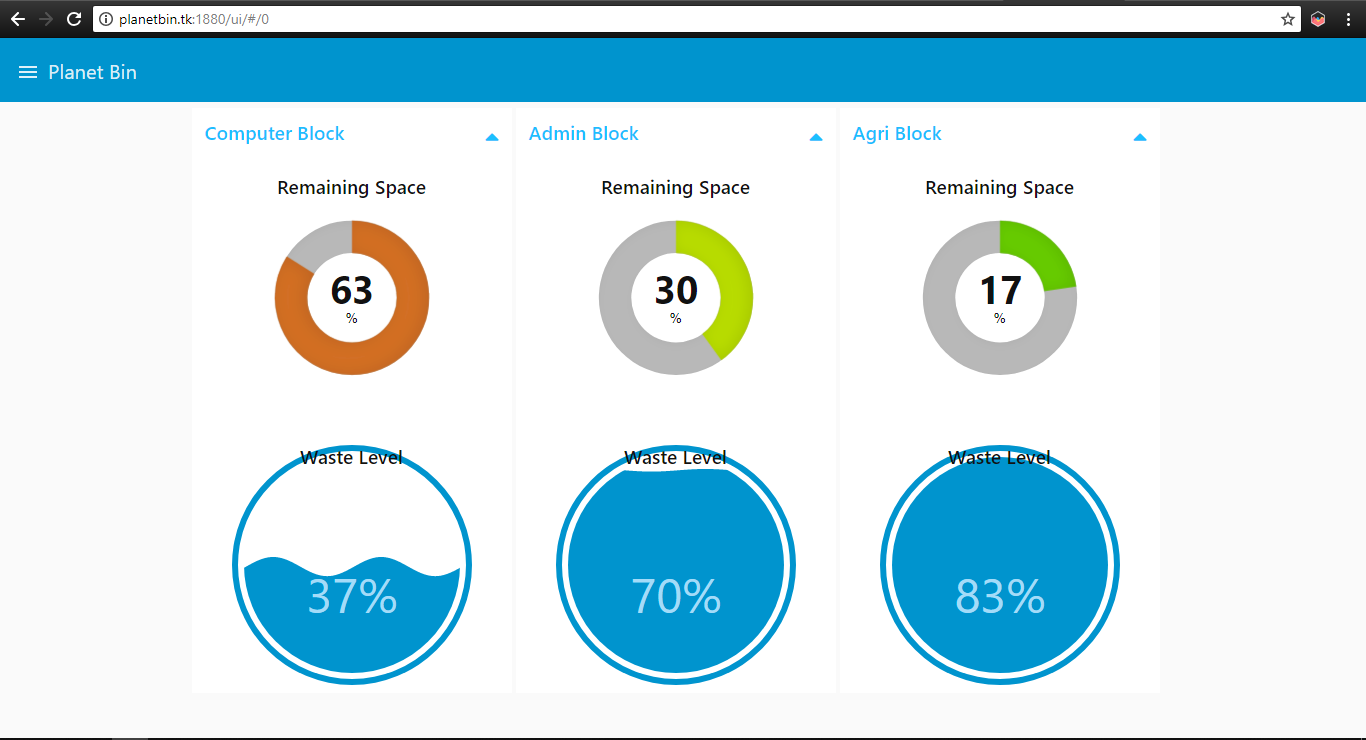 planetbin.tk:1880/ui/#/0
Planet Bin
Computer Block
Remaining Space
63
%
Waste Level
37%
Admin Block
Remaining Space
30
%
Waste Level
70%
Agri Block
Remaining Space
17
%
Waste Level
83%